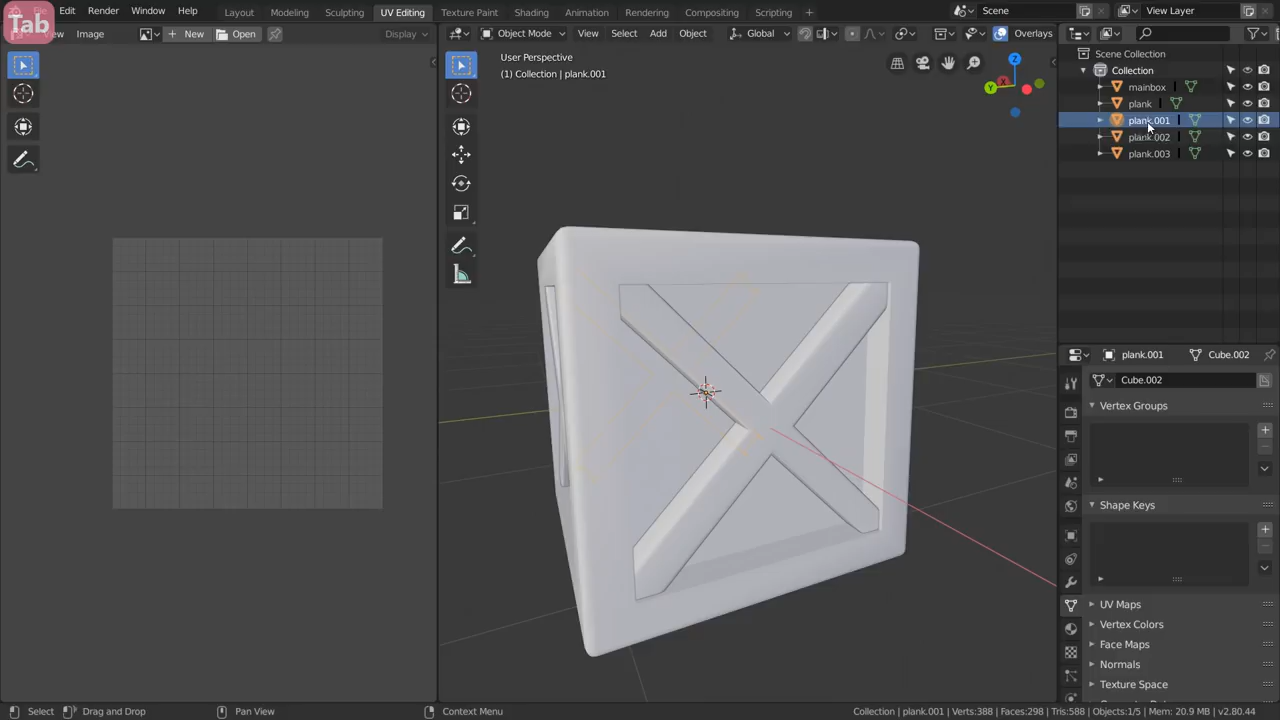 Tab
Edit Render Window Help Layout Modeling Sculpting UV Editing Texture Paint Shading Animation Rendering Compositing Scripting + Scene View Layer
View Image New Open Display Object Mode View Select Add Object Global Overlays
User Perspective
(1) Collection | plank.001
Z
X
Y
Scene Collection
Collection
mainbox
plank
plank.001
plank.002
plank.003
plank.001 Cube.002
Cube.002
Vertex Groups
Shape Keys
UV Maps
Vertex Colors
Face Maps
Normals
Texture Space
Select Drag and Drop Pan View Context Menu Collection | plank.001 | Verts:388 | Faces:298 | Tris:588 | Objects:1/5 | Mem: 20.9 MB | v2.80.44